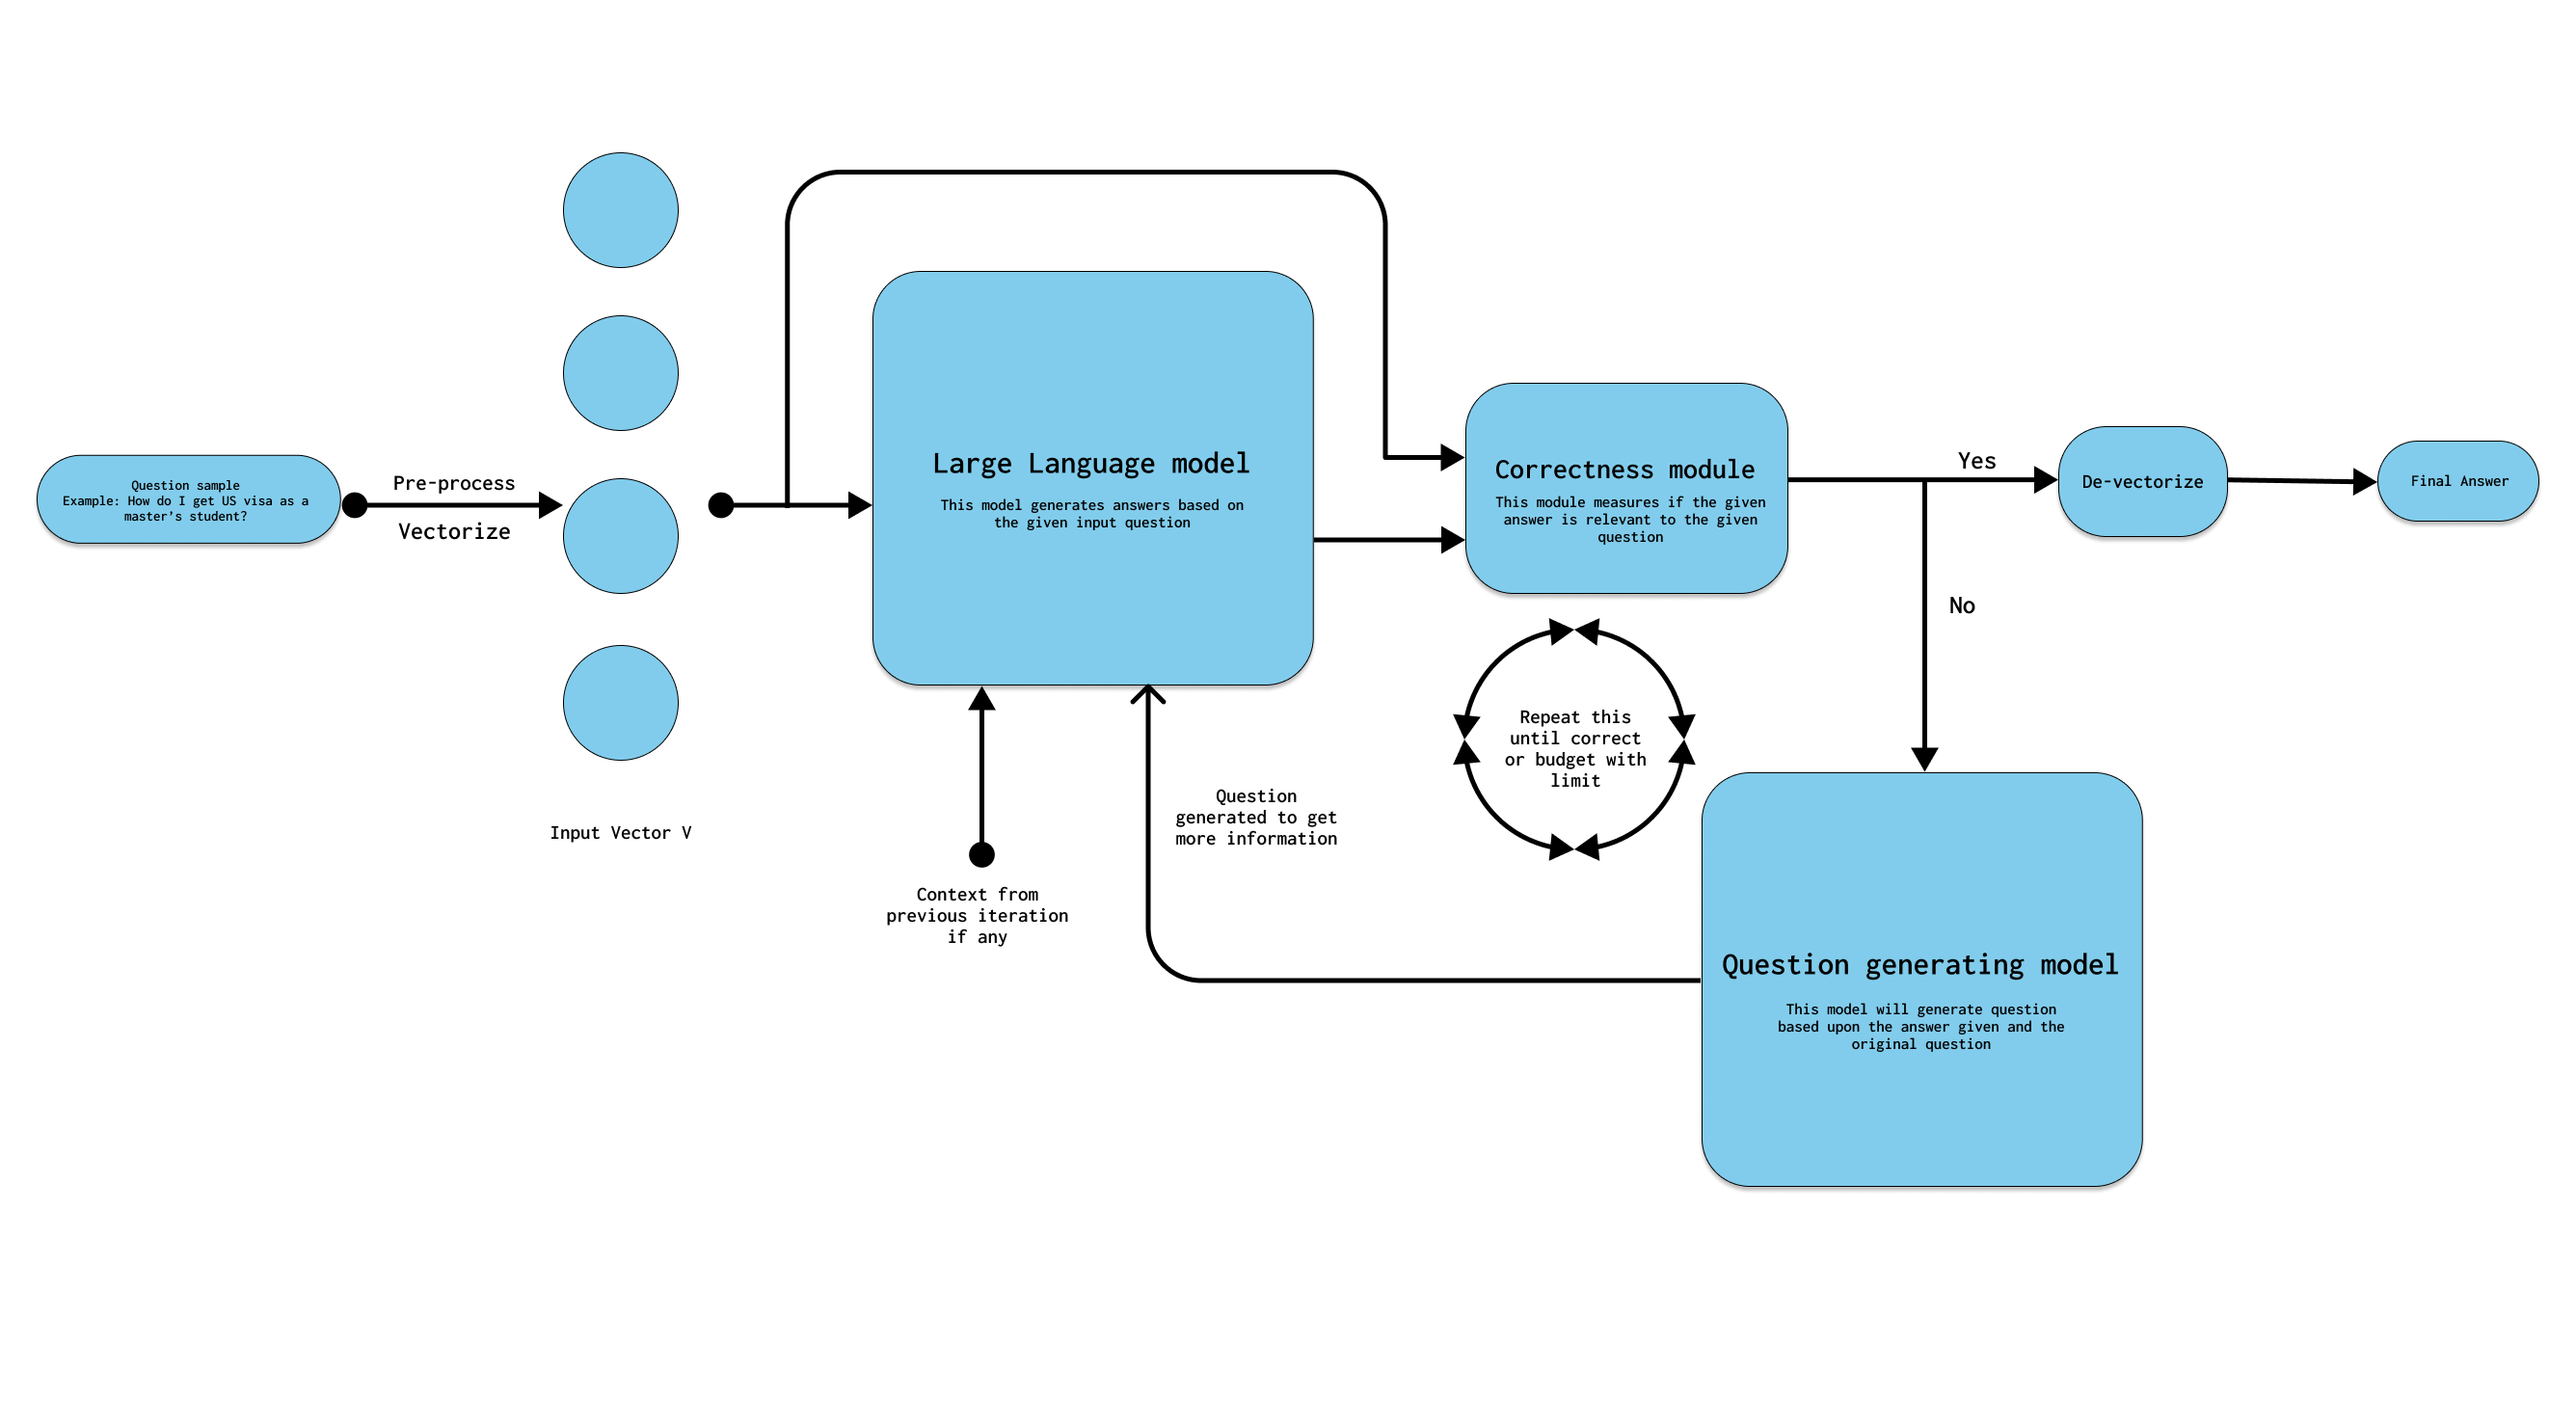 Question sample
Example: How do I get US visa as a
master’s student?
Pre-process
Vectorize
Input Vector V
Large Language model
This model generates answers based on
the given input question
Context from
previous iteration
if any
Question
generated to get
more information
Correctness module
This module measures if the given
answer is relevant to the given
question
Repeat this
until correct
or budget with
limit
Yes
No
De-vectorize
Final Answer
Question generating model
This model will generate question
based upon the answer given and the
original question